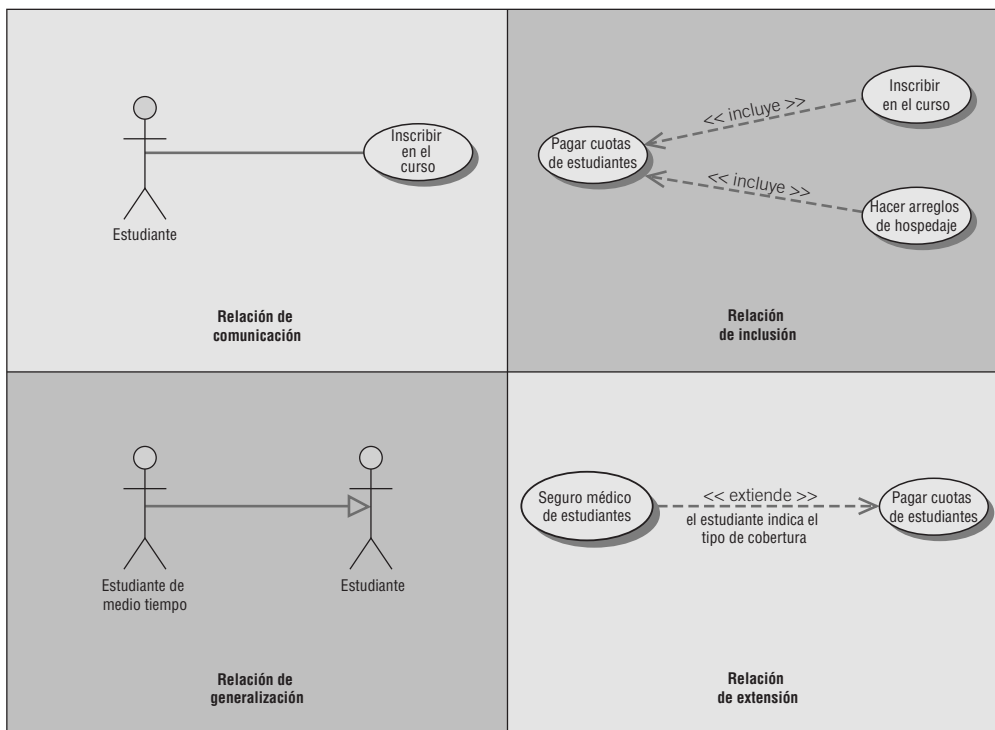 Inscribir
en el
curso
Estudiante
Relación de
comunicación
<< incluye >>
Inscribir
en el curso
Pagar cuotas
de estudiantes
<< incluye >>
Hacer arreglos
de hospedaje
Relación
de inclusión
Estudiante de
medio tiempo
Estudiante
Relación de
generalización
Seguro médico
de estudiantes
<< extiende >>
el estudiante indica el
tipo de cobertura
Pagar cuotas
de estudiantes
Relación
de extensión